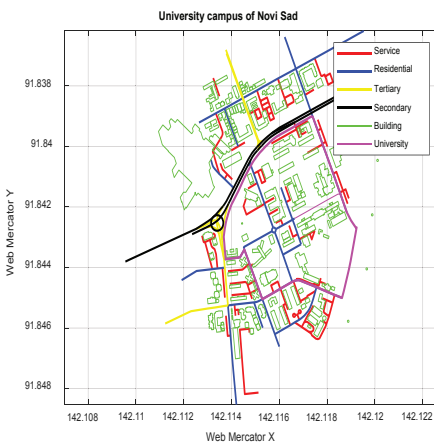 University campus of Novi Sad
Service
Residential
Tertiary
Secondary
Building
University
91.838
91.84
91.842
91.844
91.846
91.848
Web Mercator Y
142.108
142.11
142.112
142.114
142.116
142.118
142.12
142.122
Web Mercator X